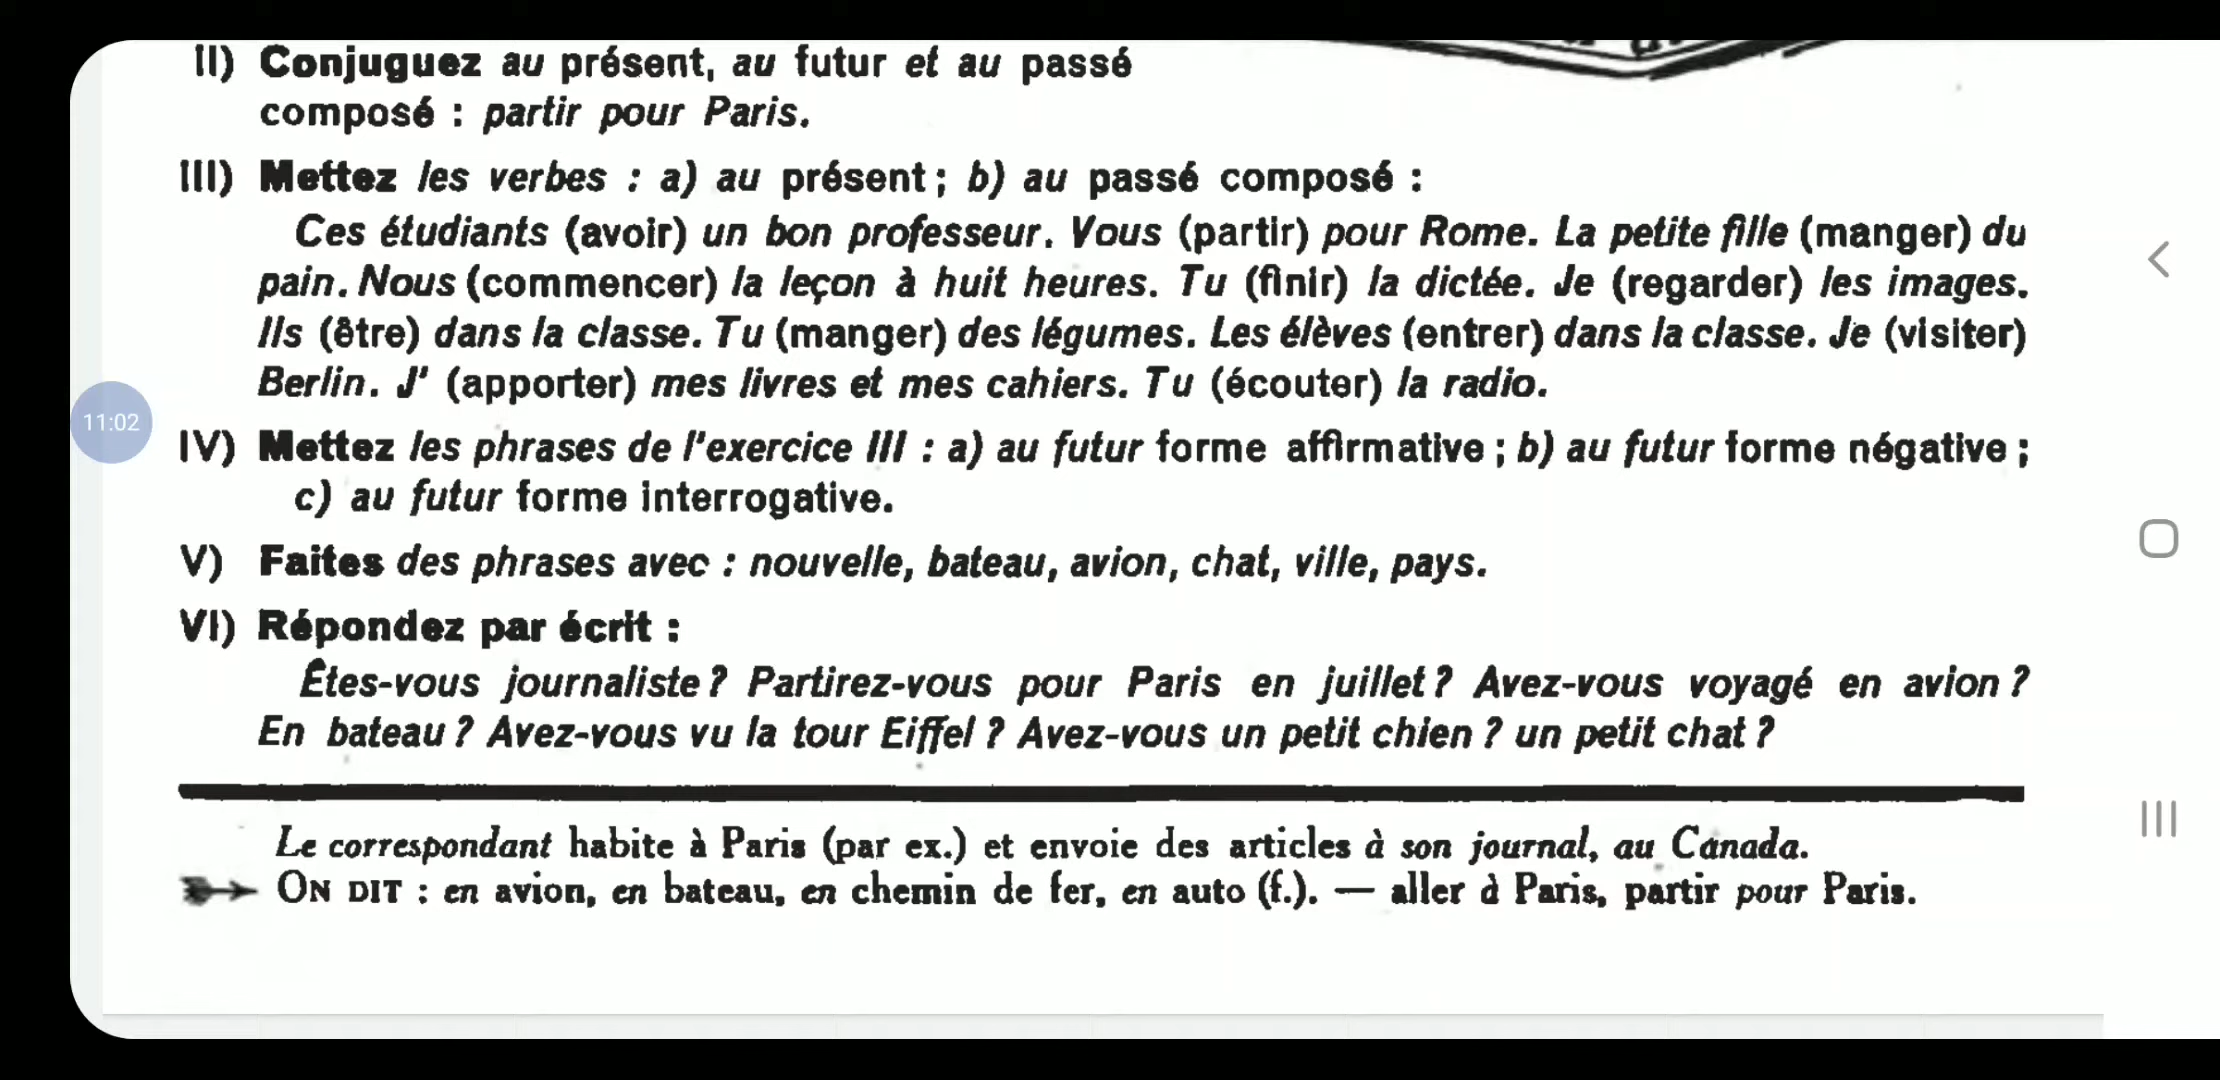 II) Conjuguez au présent, au futur et au passé
composé : partir pour Paris.
III) Mettez les verbes : a) au présent ; b) au passé composé :
Ces étudiants (avoir) un bon professeur. Vous (partir) pour Rome. La petite fille (manger) du
pain. Nous (commencer) la leçon à huit heures. Tu (finir) la dictée. Je (regarder) les images.
Ils (être) dans la classe. Tu (manger) des légumes. Les élèves (entrer) dans la classe. Je (visiter)
Berlin. J' (apporter) mes livres et mes cahiers. Tu (écouter) la radio.
11:02
IV) Mettez les phrases de l'exercice III : a) au futur forme affirmative ; b) au futur forme négative ;
c) au futur forme interrogative.
V) Faites des phrases avec : nouvelle, bateau, avion, chat, ville, pays.
VI) Répondez par écrit :
Êtes-vous journaliste ? Partirez-vous pour Paris en juillet ? Avez-vous voyagé en avion ?
En bateau ? Avez-vous vu la tour Eiffel ? Avez-vous un petit chien ? un petit chat ?
Le correspondant habite à Paris (par ex.) et envoie des articles à son journal, au Canada.
ON DIT : en avion, en bateau, en chemin de fer, en auto (f.). — aller à Paris, partir pour Paris.